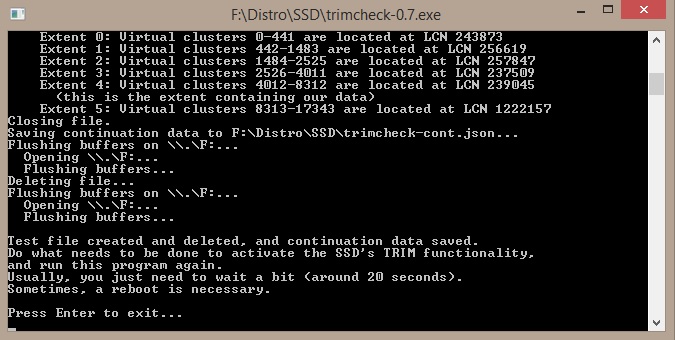 F:\Distro\SSD\trimcheck-0.7.exe
Extent 0: Virtual clusters 0-441 are located at LCN 243873
Extent 1: Virtual clusters 442-1483 are located at LCN 256619
Extent 2: Virtual clusters 1484-2525 are located at LCN 257847
Extent 3: Virtual clusters 2526-4011 are located at LCN 237509
Extent 4: Virtual clusters 4012-8312 are located at LCN 239045
(this is the extent containing our data)
Extent 5: Virtual clusters 8313-17343 are located at LCN 1222157
Closing file.
Saving continuation data to F:\Distro\SSD\trimcheck-cont.json...
Flushing buffers on \\.\F:...
Opening \\.\F:...
Flushing buffers...
Deleting file...
Flushing buffers on \\.\F:...
Opening \\.\F:...
Flushing buffers...
Test file created and deleted, and continuation data saved.
Do what needs to be done to activate the SSD's TRIM functionality,
and run this program again.
Usually, you just need to wait a bit (around 20 seconds).
Sometimes, a reboot is necessary.
Press Enter to exit...